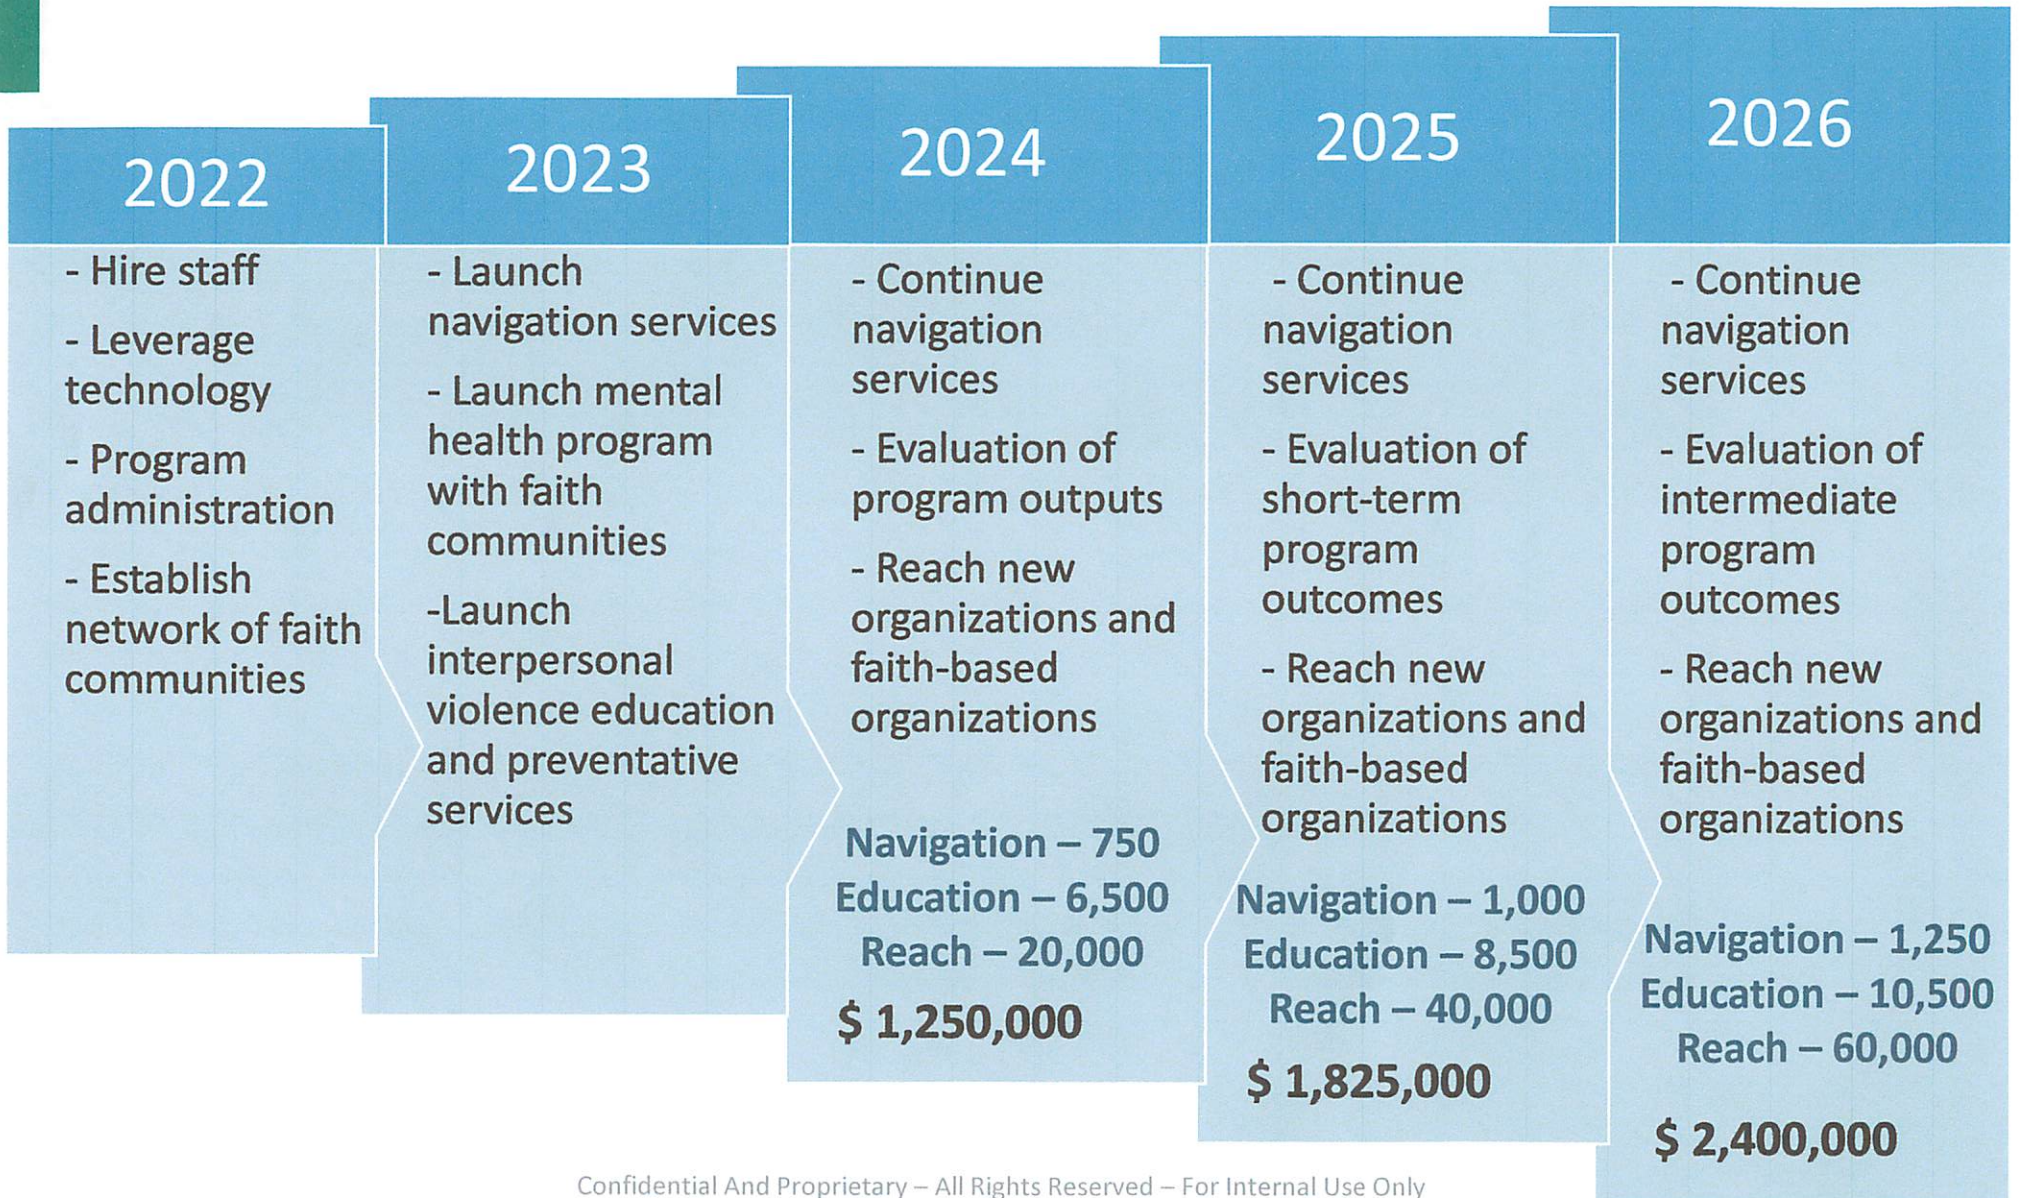 2022
- Hire staff
- Leverage
technology
- Program
administration
- Establish
network of faith
communities
2023
- Launch
navigation services
- Launch mental
health program
with faith
communities
-Launch
interpersonal
violence education
and preventative
services
2024
- Continue
navigation
services
- Evaluation of
program outputs
- Reach new
organizations and
faith-based
organizations
Navigation – 750
Education – 6,500
Reach – 20,000
$ 1,250,000
2025
- Continue
navigation
services
- Evaluation of
short-term
program
outcomes
- Reach new
organizations and
faith-based
organizations
Navigation – 1,000
Education – 8,500
Reach – 40,000
$ 1,825,000
2026
- Continue
navigation
services
- Evaluation of
intermediate
program
outcomes
- Reach new
organizations and
faith-based
organizations
Navigation – 1,250
Education – 10,500
Reach – 60,000
$ 2,400,000
Confidential And Proprietary – All Rights Reserved – For Internal Use Only